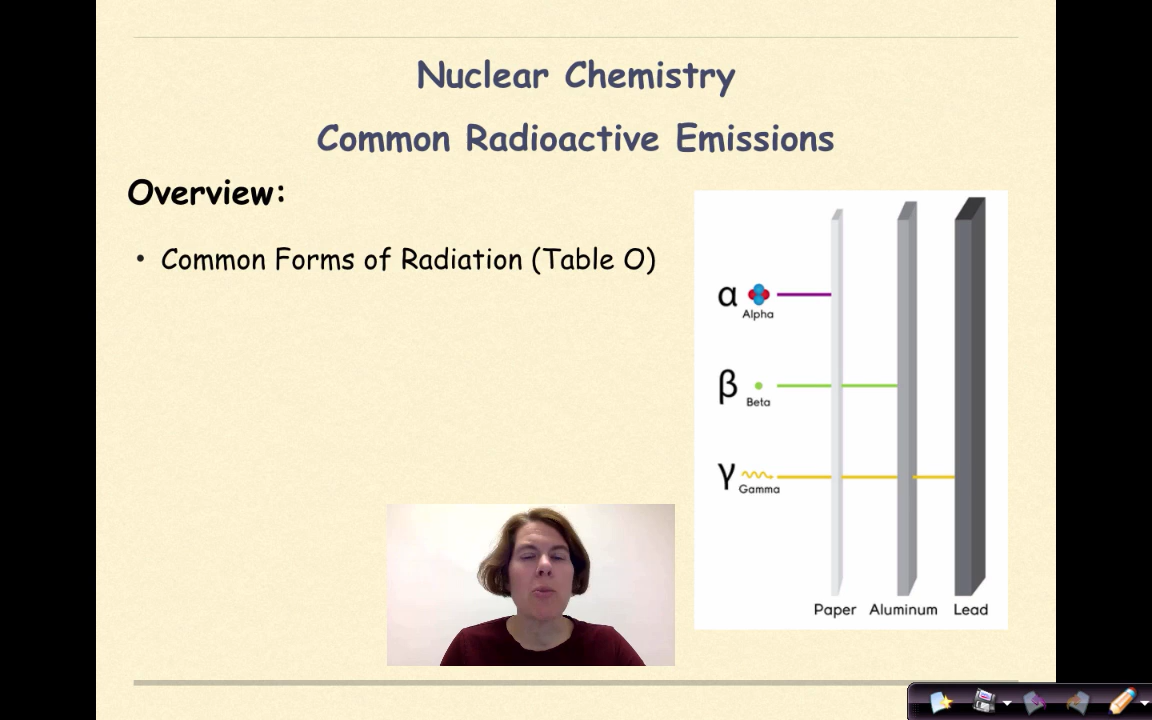 Nuclear Chemistry
Common Radioactive Emissions
Overview:
• Common Forms of Radiation (Table O)
α
Alpha
β
Beta
γ
Gamma
Paper Aluminum Lead